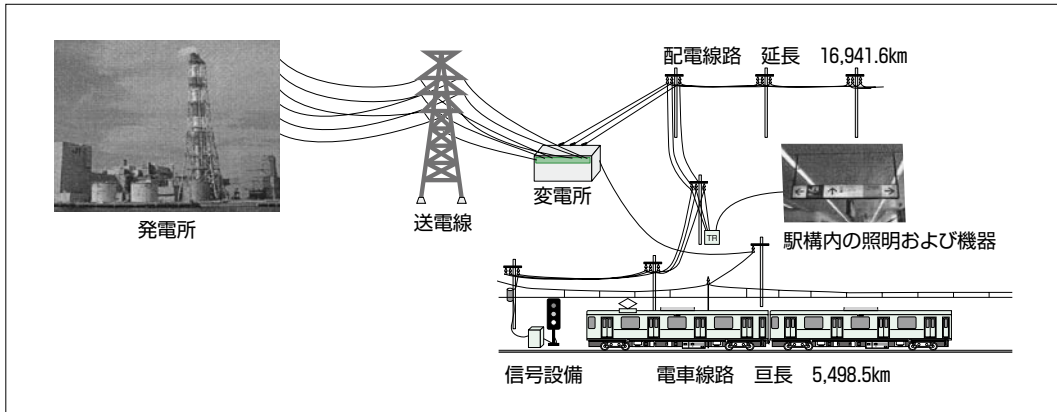 配電線路 延長 16,941.6km
発電所
送電線
変電所
TR
駅構内の照明および機器
信号設備
電車線路 亘長 5,498.5km